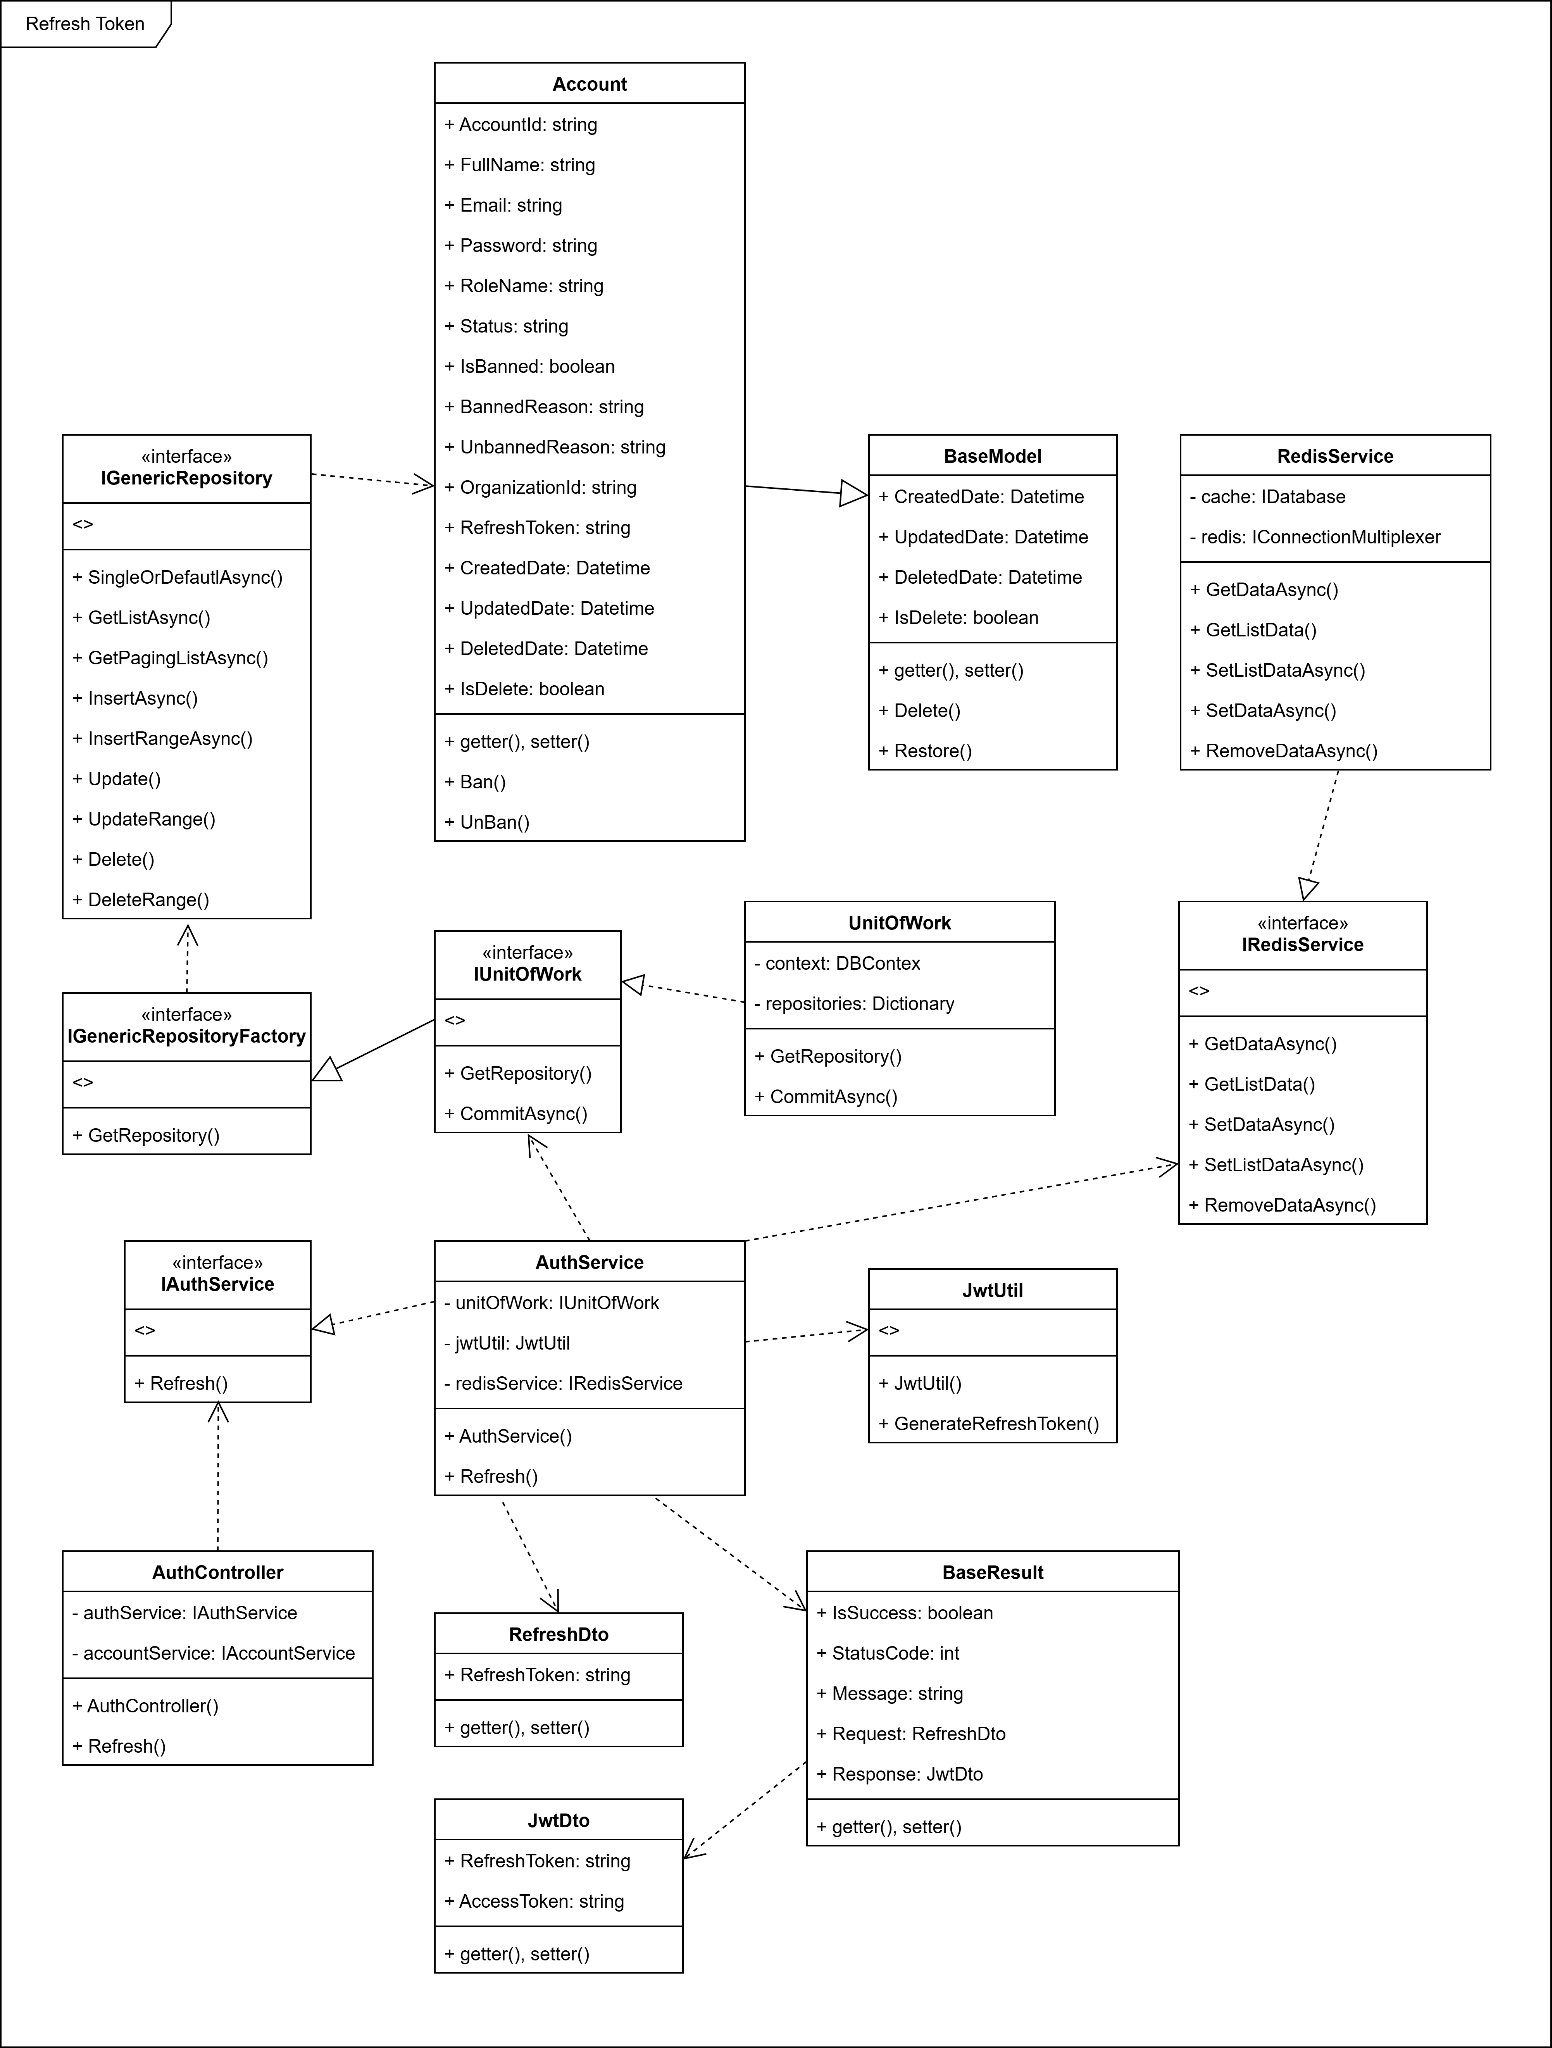 Refresh Token
Account
+ AccountId: string
+ FullName: string
+ Email: string
+ Password: string
+ RoleName: string
+ Status: string
+ IsBanned: boolean
+ BannedReason: string
+ UnbannedReason: string
+ OrganizationId: string
+ RefreshToken: string
+ CreatedDate: Datetime
+ UpdatedDate: Datetime
+ DeletedDate: Datetime
+ IsDelete: boolean
+ getter(), setter()
+ Ban()
+ UnBan()
«interface»
IGenericRepository
<>
+ SingleOrDefautlAsync()
+ GetListAsync()
+ GetPagingListAsync()
+ InsertAsync()
+ InsertRangeAsync()
+ Update()
+ UpdateRange()
+ Delete()
+ DeleteRange()
BaseModel
+ CreatedDate: Datetime
+ UpdatedDate: Datetime
+ DeletedDate: Datetime
+ IsDelete: boolean
+ getter(), setter()
+ Delete()
+ Restore()
RedisService
- cache: IDatabase
- redis: IConnectionMultiplexer
+ GetDataAsync()
+ GetListData()
+ SetListDataAsync()
+ SetDataAsync()
+ RemoveDataAsync()
«interface»
IGenericRepositoryFactory
<>
+ GetRepository()
«interface»
IUnitOfWork
<>
+ GetRepository()
+ CommitAsync()
UnitOfWork
- context: DBContex
- repositories: Dictionary
+ GetRepository()
+ CommitAsync()
«interface»
IRedisService
<>
+ GetDataAsync()
+ GetListData()
+ SetDataAsync()
+ SetListDataAsync()
+ RemoveDataAsync()
«interface»
IAuthService
<>
+ Refresh()
AuthService
- unitOfWork: IUnitOfWork
- jwtUtil: JwtUtil
- redisService: IRedisService
+ AuthService()
+ Refresh()
JwtUtil
<>
+ JwtUtil()
+ GenerateRefreshToken()
AuthController
- authService: IAuthService
- accountService: IAccountService
+ AuthController()
+ Refresh()
RefreshDto
+ RefreshToken: string
+ getter(), setter()
BaseResult
+ IsSuccess: boolean
+ StatusCode: int
+ Message: string
+ Request: RefreshDto
+ Response: JwtDto
+ getter(), setter()
JwtDto
+ RefreshToken: string
+ AccessToken: string
+ getter(), setter()